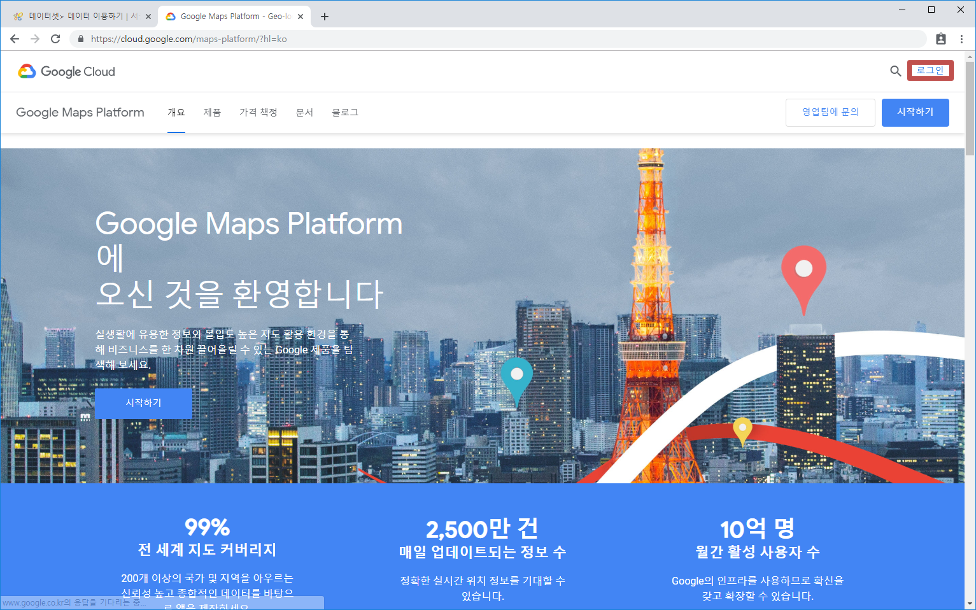 데이터셋> 데이터 이용하기 | 시
Google Maps Platform - Geo-lo
https://cloud.google.com/maps-platform/?hl=ko
Google Cloud
로그인
Google Maps Platform
개요
제품
가격 책정
문서
블로그
영업팀에 문의
시작하기
Google Maps Platform
에
오신 것을 환영합니다
실생활에 유용한 정보와 몰입도 높은 지도 활용 환경을 통
해 비즈니스를 한 차원 끌어올릴 수 있는 Google 제품을 탐
색해 보세요.
시작하기
99%
전 세계 지도 커버리지
200개 이상의 국가 및 지역을 아우르는
신뢰성 높고 종합적인 데이터를 바탕으
로 앱을 제작하세요
2,500만 건
매일 업데이트되는 정보 수
정확한 실시간 위치 정보를 기대할 수
있습니다.
10억 명
월간 활성 사용자 수
Google의 인프라를 사용하므로 확신을
갖고 확장할 수 있습니다.
www.google.co.kr의 응답을 기다리는 중...